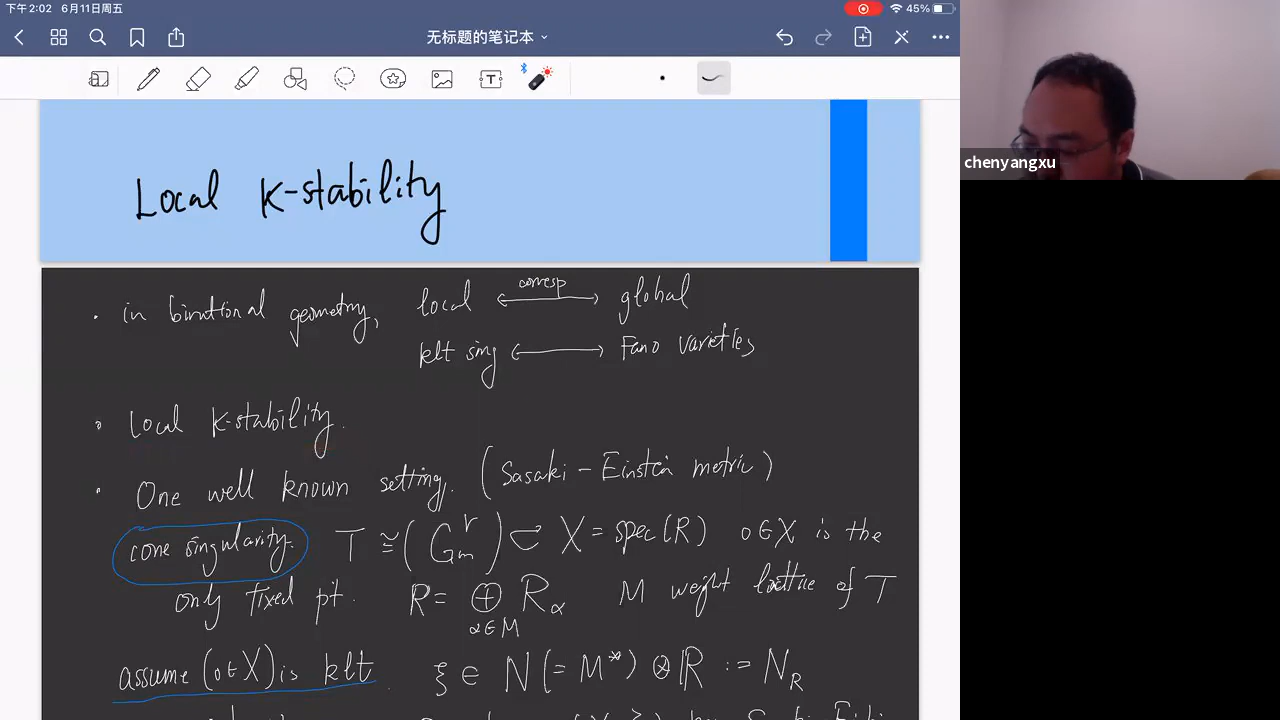 下午2:02 6月11日周五
45%
无标题的笔记本
chenyangxu
Local K-stability
· in birational geometry, local ⟷ global
corresp
klt sing ⟷ Fano varieties
· Local K-stability.
· One well known setting. (Sasaki - Einstein metric)
cone singularity. T ≅ (G_m^r) ⊂ X = spec(R) o ∈ X is the
only fixed pt. R = ⊕_{α∈M} R_α M weight lattice of T
assume (o∈X) is klt. ξ ∈ N (= M*) ⊗ ℝ := N_R